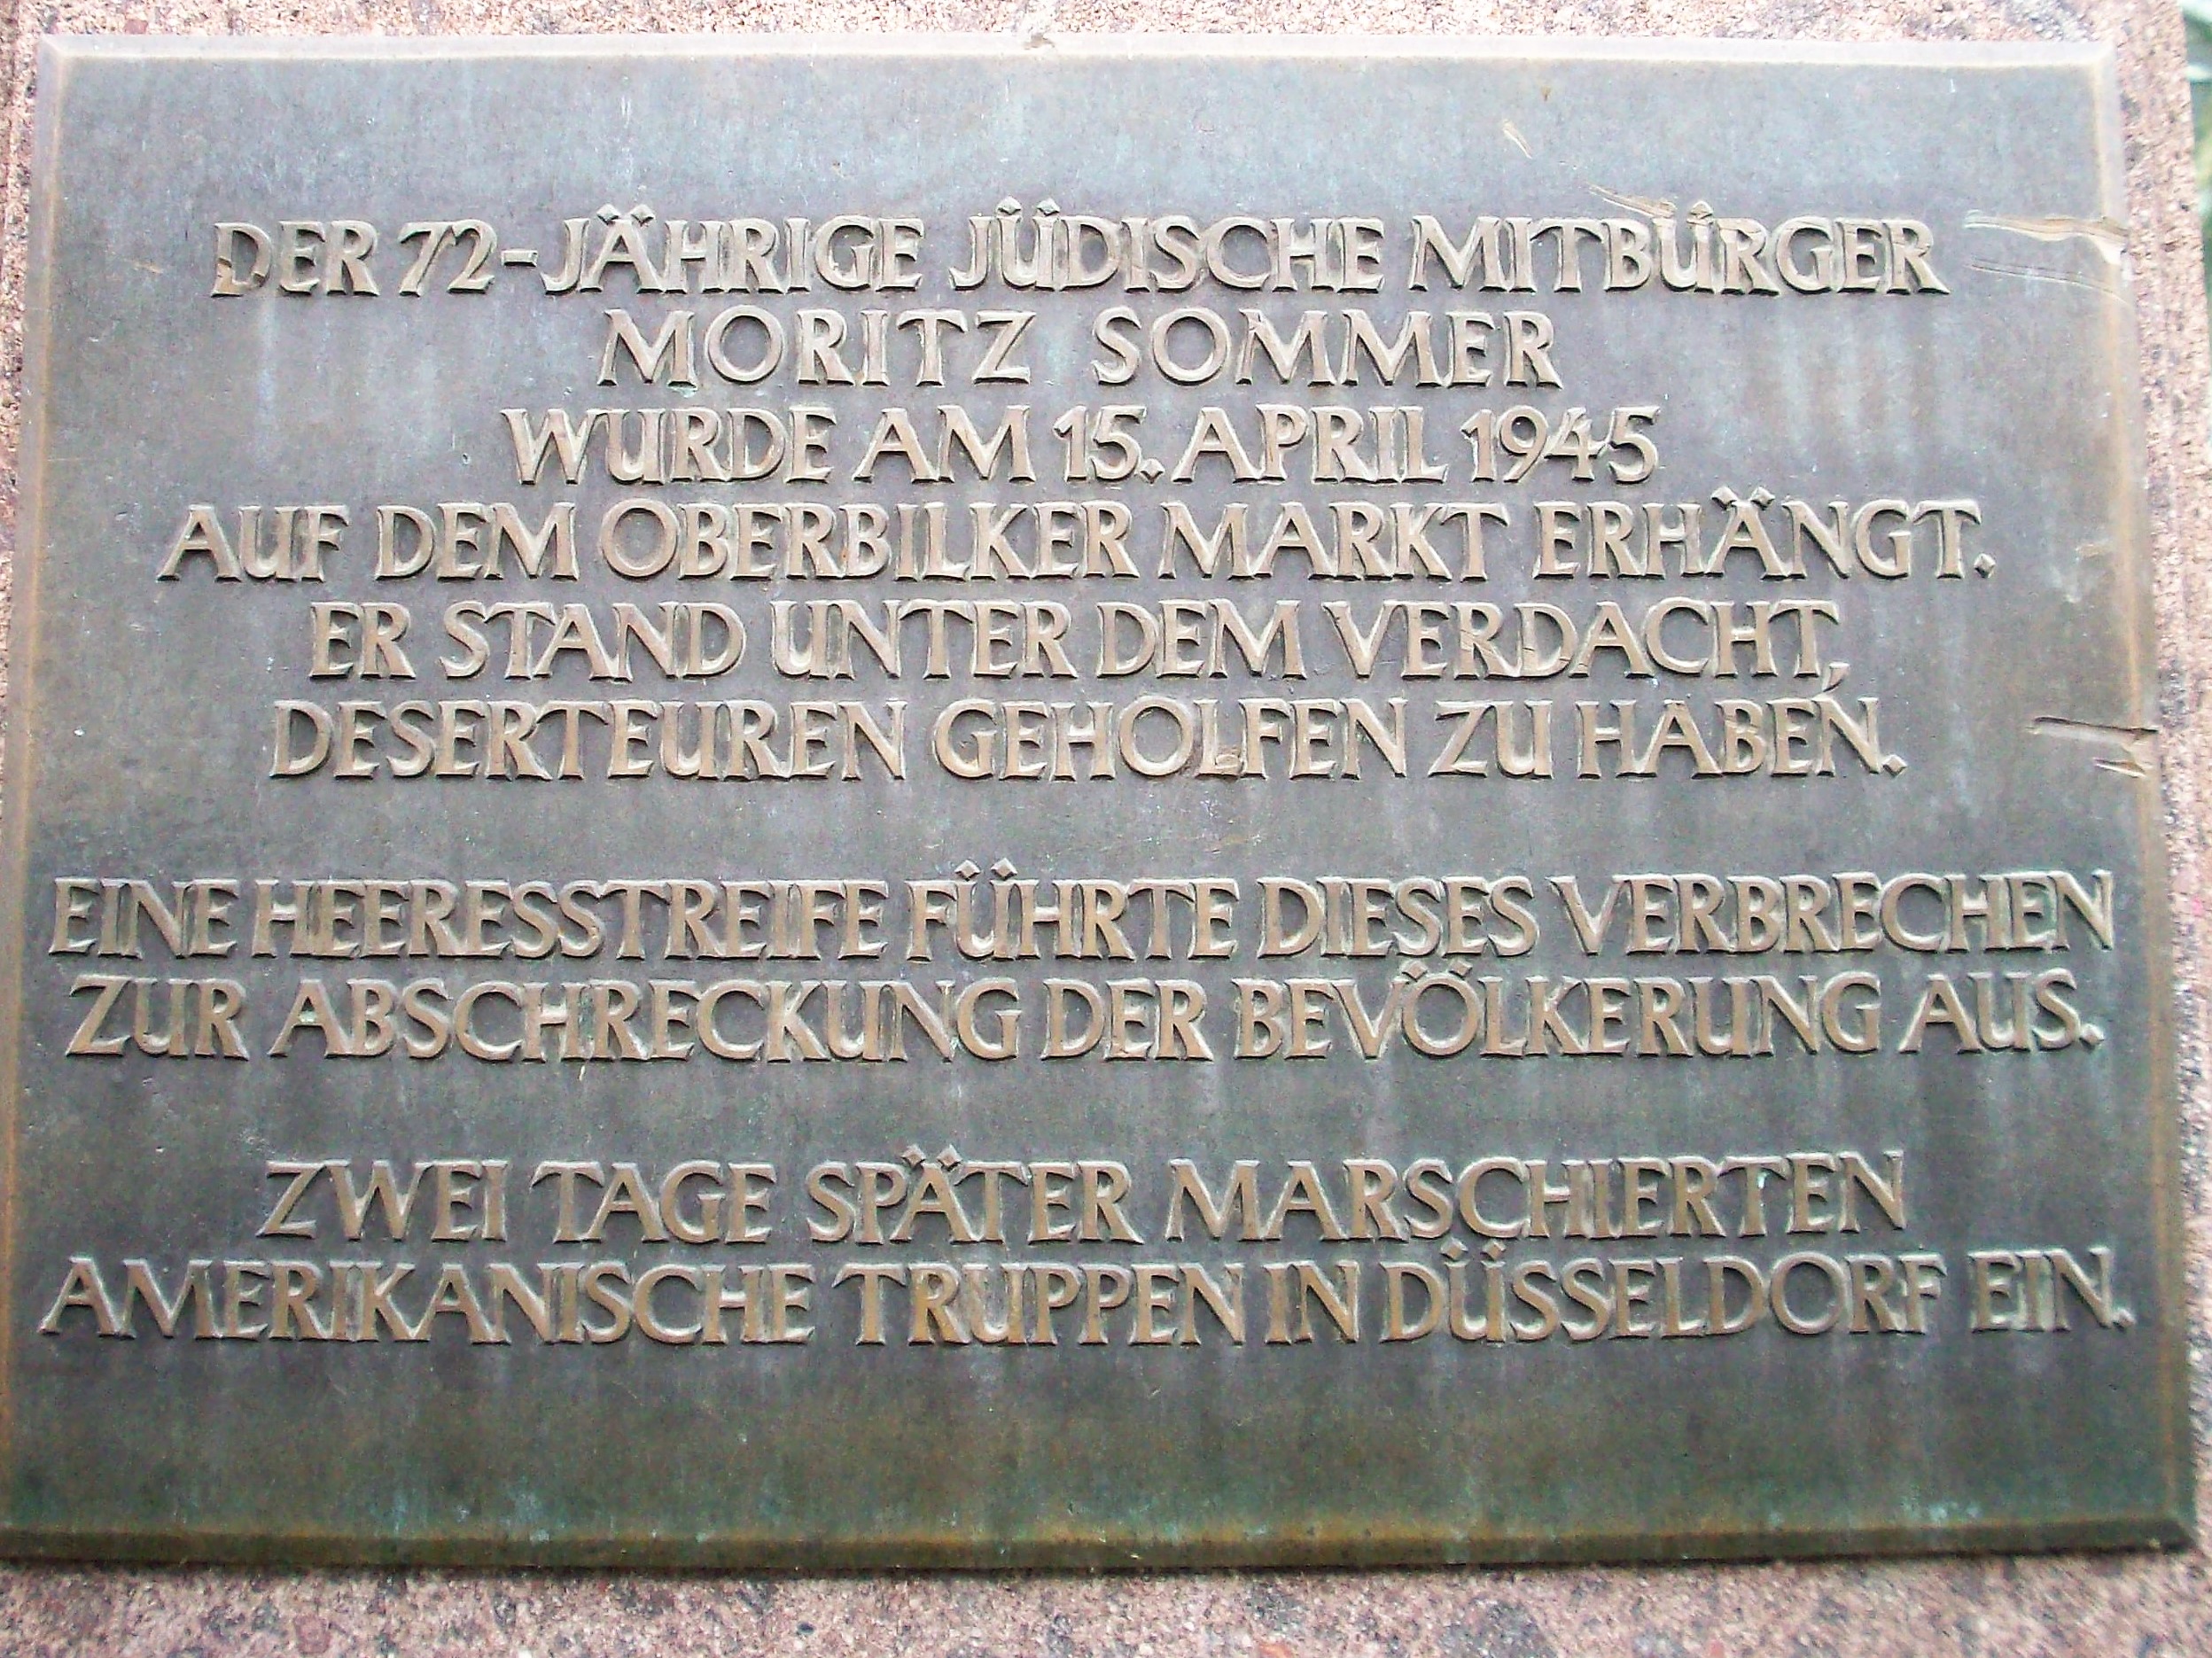 DER 72-JÄHRIGE JÜDISCHE MITBÜRGER
MORITZ SOMMER
WURDE AM 15. APRIL 1945
AUF DEM OBERBILKER MARKT ERHÄNGT.
ER STAND UNTER DEM VERDACHT,
DESERTEUREN GEHOLFEN ZU HABEN.
EINE HEERESSTREIFE FÜHRTE DIESES VERBRECHEN
ZUR ABSCHRECKUNG DER BEVÖLKERUNG AUS.
ZWEI TAGE SPÄTER MARSCHIERTEN
AMERIKANISCHE TRUPPEN IN DÜSSELDORF EIN.